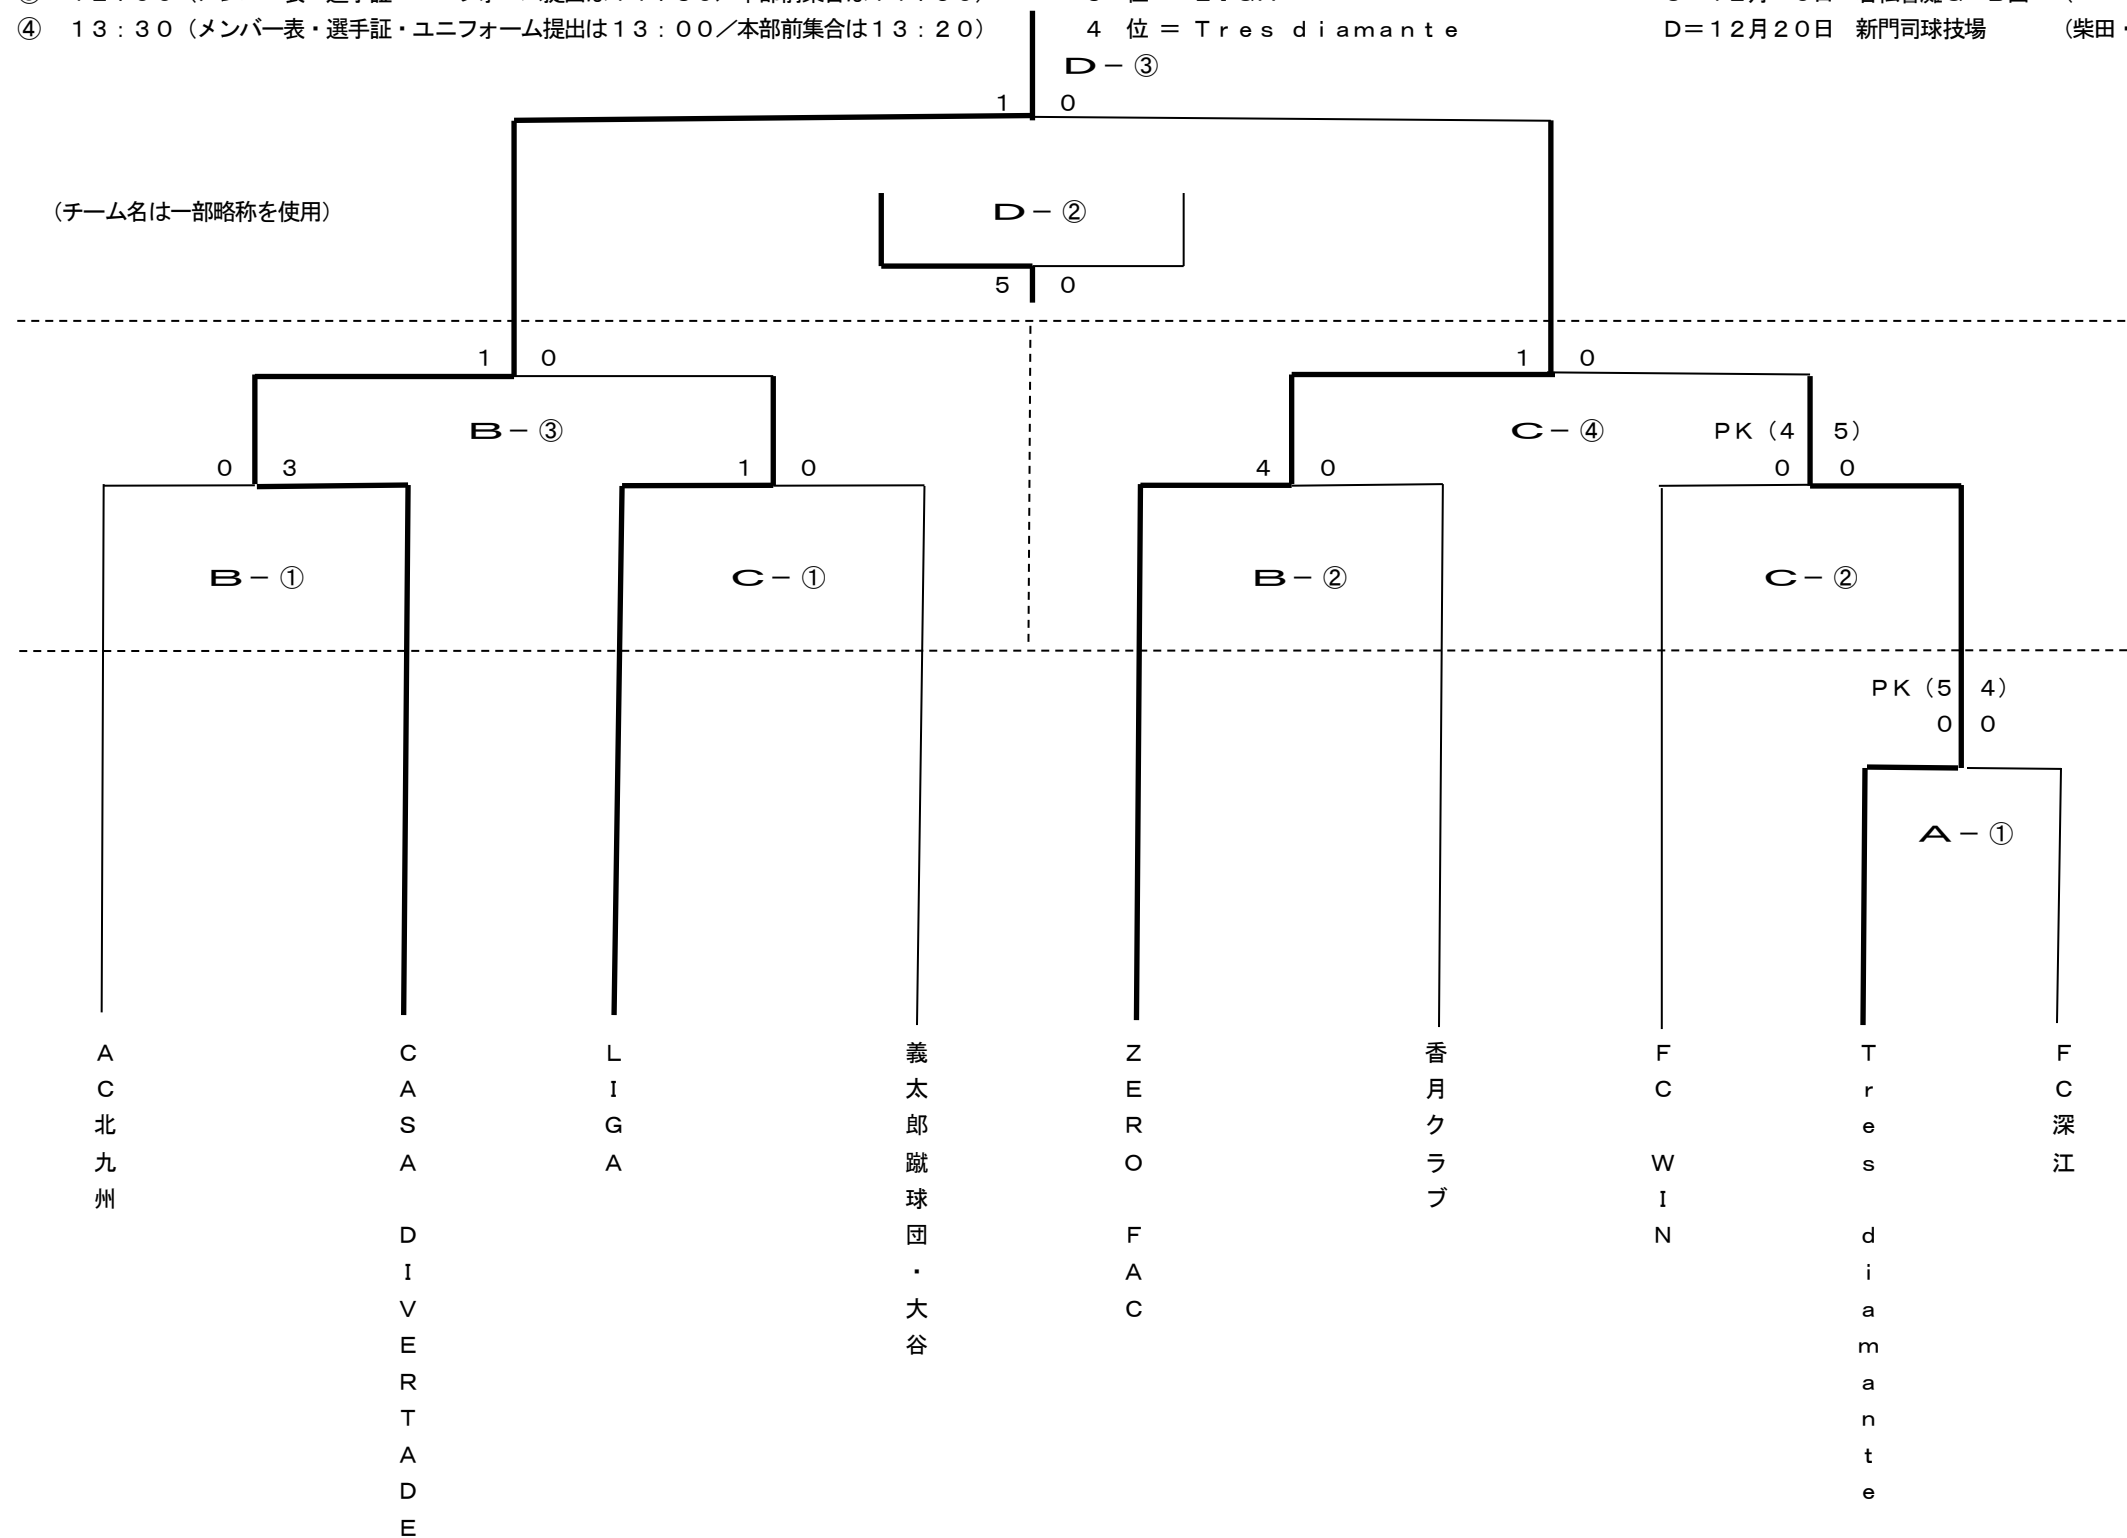 ④　１３：３０（メンバー表・選手証・ユニフォーム提出は１３：００／本部前集合は１３：２０）
４　位 ＝ Ｔｒｅｓ ｄｉａｍａｎｔｅ
Ｄ＝１２月２０日　新門司球技場　（柴田・
Ｄ－③
１　０
（チーム名は一部略称を使用）
Ｄ－②
５　０
１　０
１　０
Ｂ－③
Ｃ－④
ＰＫ（４　５）
０　３
１　０
４　０
０　０
Ｂ－①
Ｃ－①
Ｂ－②
Ｃ－②
ＰＫ（５　４）
０　０
Ａ－①
ＡＣ北九州
ＣＡＳＡ　ＤＩＶＥＲＴＡＤＥ
ＬＩＧＡ
義太郎蹴球団・大谷
ＺＥＲＯ　ＦＡＣ
香月クラブ
ＦＣ　ＷＩＮ
Ｔｒｅｓ　ｄｉａｍａｎｔｅ
ＦＣ深江